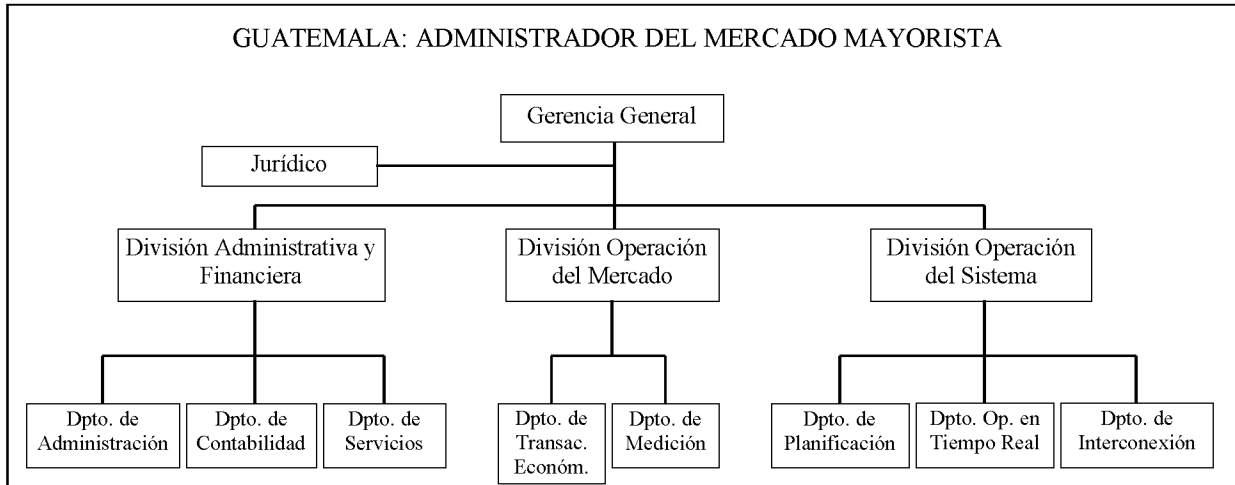 GUATEMALA: ADMINISTRADOR DEL MERCADO MAYORISTA
Gerencia General
Jurídico
División Administrativa y
Financiera
División Operación
del Mercado
División Operación
del Sistema
Dpto. de
Administración
Dpto. de
Contabilidad
Dpto. de
Servicios
Dpto. de
Transac.
Económ.
Dpto. de
Medición
Dpto. de
Planificación
Dpto. Op. en
Tiempo Real
Dpto. de
Interconexión